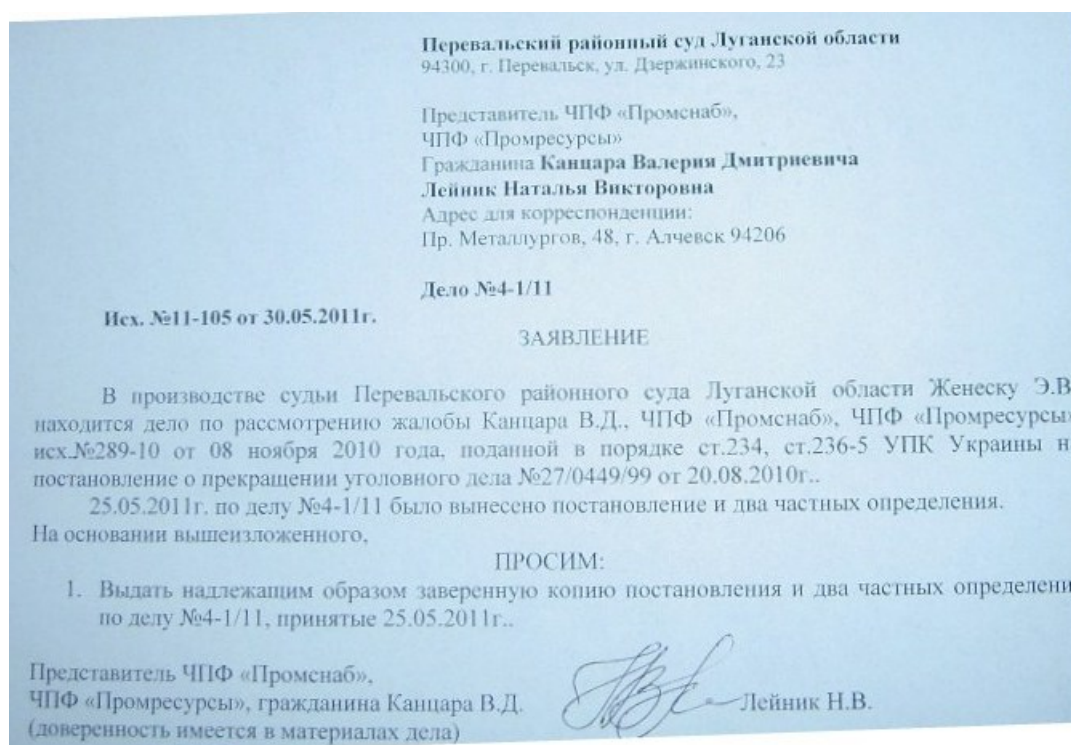 Перевальский районный суд Луганской области
94300, г. Перевальск, ул. Дзержинского, 23
Представитель ЧПФ «Промснаб»,
ЧПФ «Промресурсы»
Гражданина Канцара Валерия Дмитриевича
Лейник Наталья Викторовна
Адрес для корреспонденции:
Пр. Металлургов, 48, г. Алчевск 94206
Дело №4-1/11
Исх. №11-105 от 30.05.2011г.
ЗАЯВЛЕНИЕ
В производстве судьи Перевальского районного суда Луганской области Женеску Э.В
находится дело по рассмотрению жалобы Канцара В.Д., ЧПФ «Промснаб», ЧПФ «Промресурсы»
исх.№289-10 от 08 ноября 2010 года, поданной в порядке ст.234, ст.236-5 УПК Украины н
постановление о прекращении уголовного дела №27/0449/99 от 20.08.2010г..
25.05.2011г. по делу №4-1/11 было вынесено постановление и два частных определения.
На основании вышеизложенного,
ПРОСИМ:
1. Выдать надлежащим образом заверенную копию постановления и два частных определени
по делу №4-1/11, принятые 25.05.2011г..
Представитель ЧПФ «Промснаб»,
ЧПФ «Промресурсы», гражданина Канцара В.Д.
Лейник Н.В.
(доверенность имеется в материалах дела)